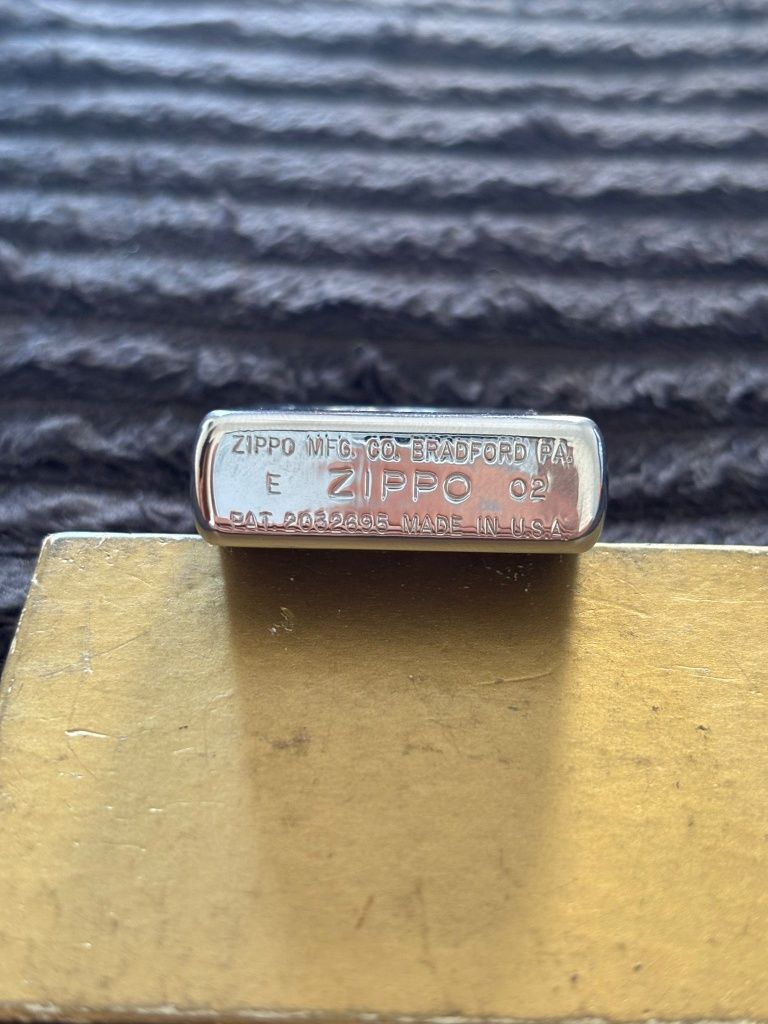 ZIPPO MFG. CO. BRADFORD PA.
E ZIPPO 02
PAT. 2032695 MADE IN U.S.A.